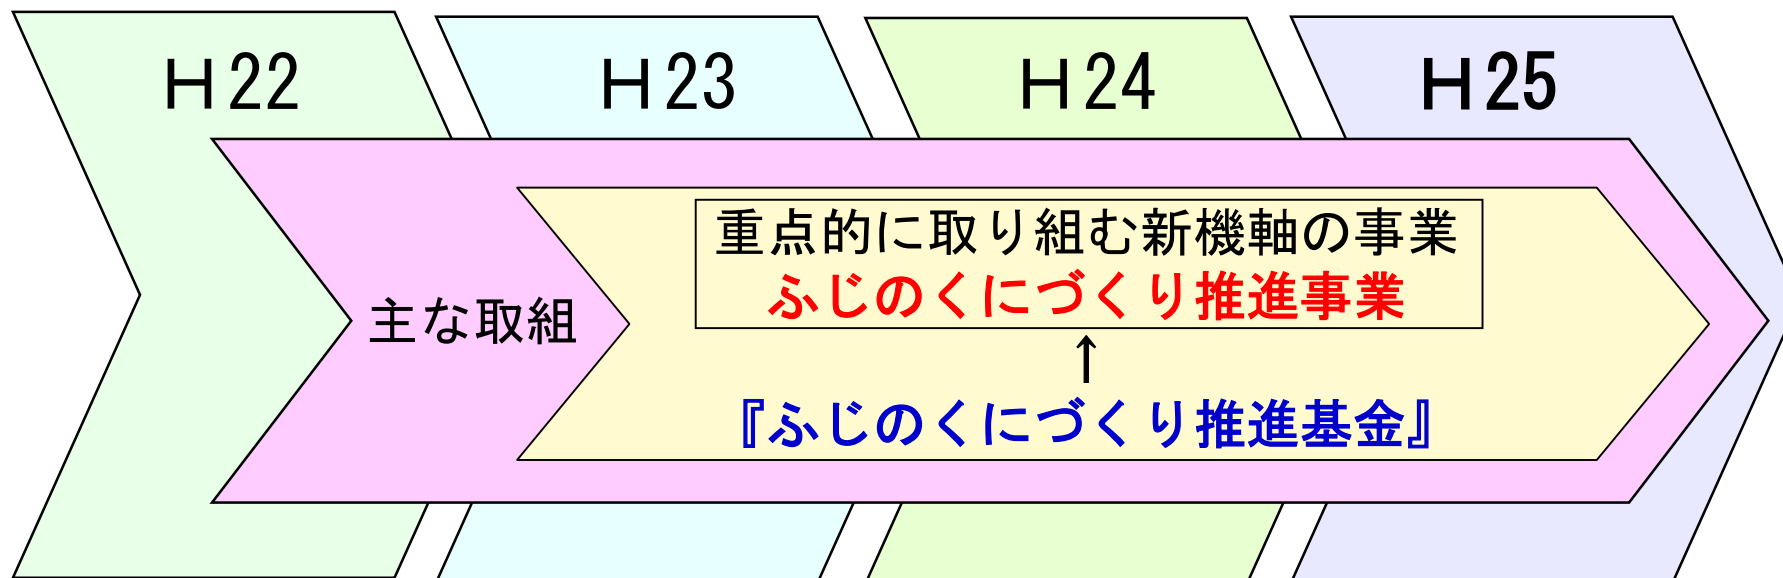 H22
H23
H24
H25
主な取組
重点的に取り組む新機軸の事業
ふじのくにづくり推進事業
↑
『ふじのくにづくり推進基金』